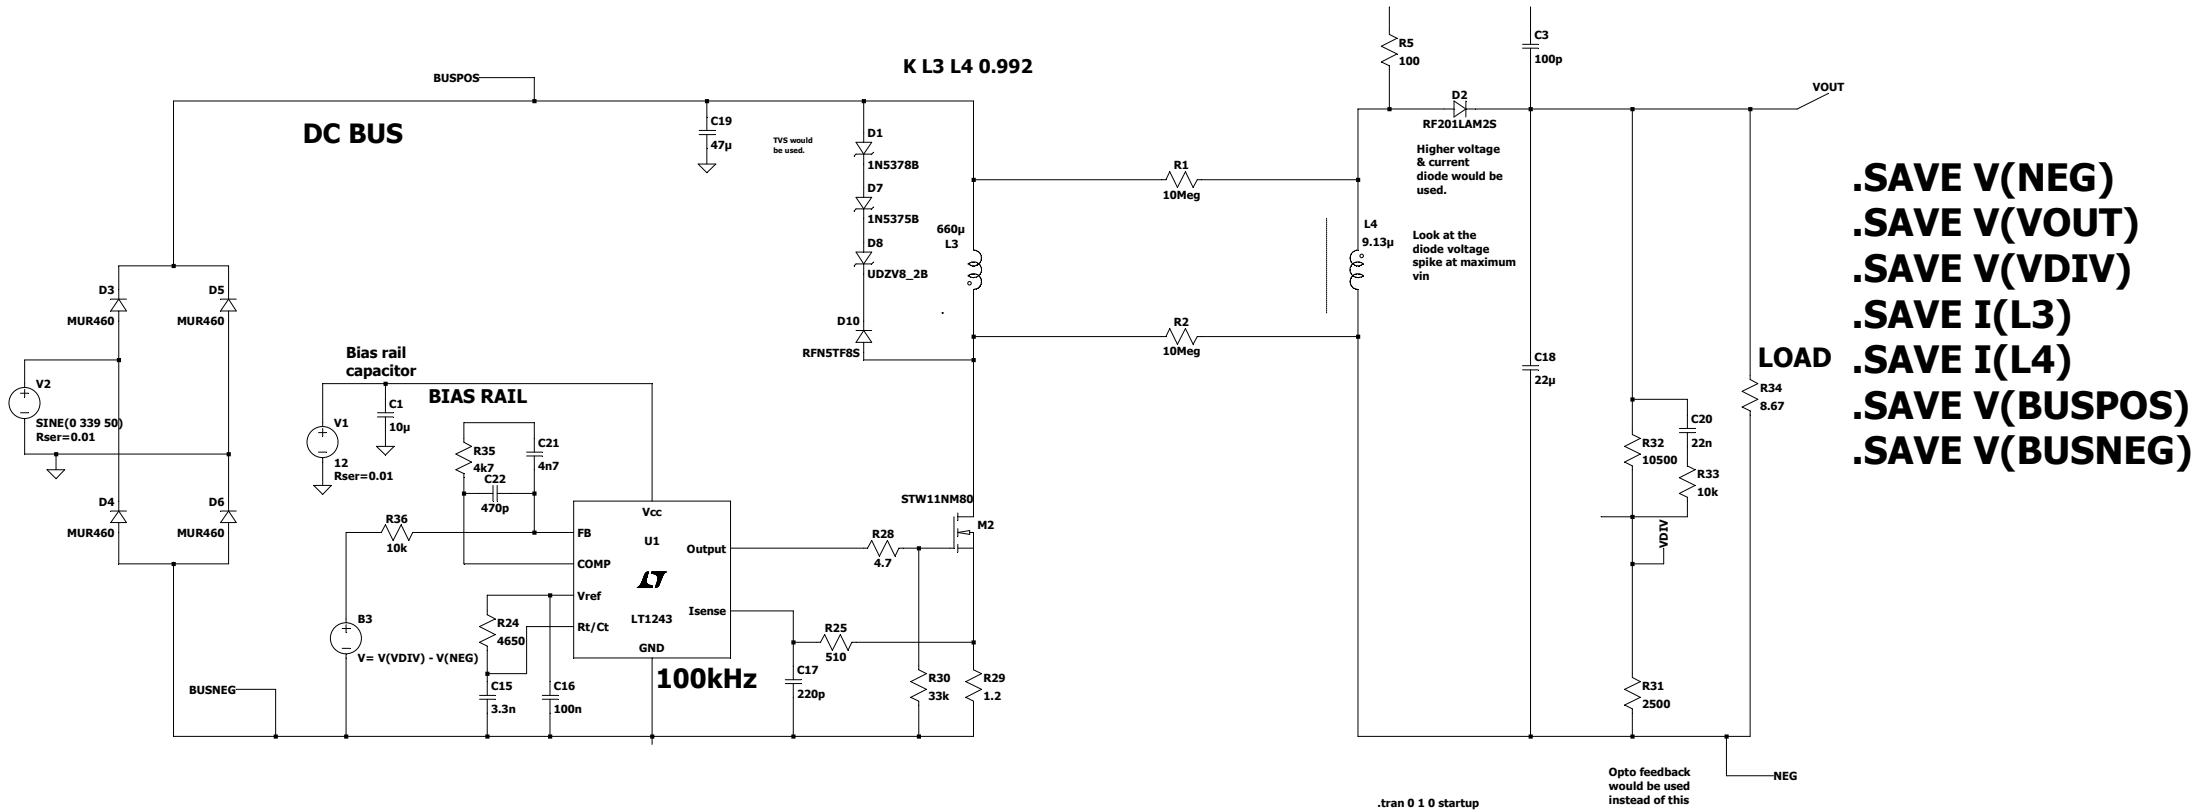 R5
100
C3
100p
K L3 L4 0.992
BUSPOS
VOUT
D2
RF201LAM2S
DC BUS
C19
47µ
TVS would
be used.
D1
1N5378B
Higher voltage
& current
diode would be
used.
R1
10Meg
D7
1N5375B
660µ
L3
D8
UDZV8_2B
L4
9.13µ
Look at the
diode voltage
spike at maximum
vin
.SAVE V(NEG)
.SAVE V(VOUT)
.SAVE V(VDIV)
.SAVE I(L3)
.SAVE I(L4)
.SAVE V(BUSPOS)
.SAVE V(BUSNEG)
D3
MUR460
D5
MUR460
D10
RFN5TF8S
.
R2
10Meg
Bias rail
capacitor
BIAS RAIL
C18
22µ
LOAD
R34
8.67
V2
SINE(0 339 50)
Rser=0.01
C1
10µ
V1
12
Rser=0.01
R35
4k7
C21
4n7
C22
470p
R32
10500
C20
22n
R33
10k
D4
MUR460
D6
MUR460
R36
10k
STW11NM80
M2
Vcc
FB
U1
Output
COMP
Vref
Isense
Rt/Ct
LT1243
GND
R28
4.7
VDIV
B3
V= V(VDIV) - V(NEG)
R24
4650
R25
510
100kHz
BUSNEG
C15
3.3n
C16
100n
C17
220p
R30
33k
R29
1.2
R31
2500
NEG
Opto feedback
would be used
instead of this
.tran 0 1 0 startup